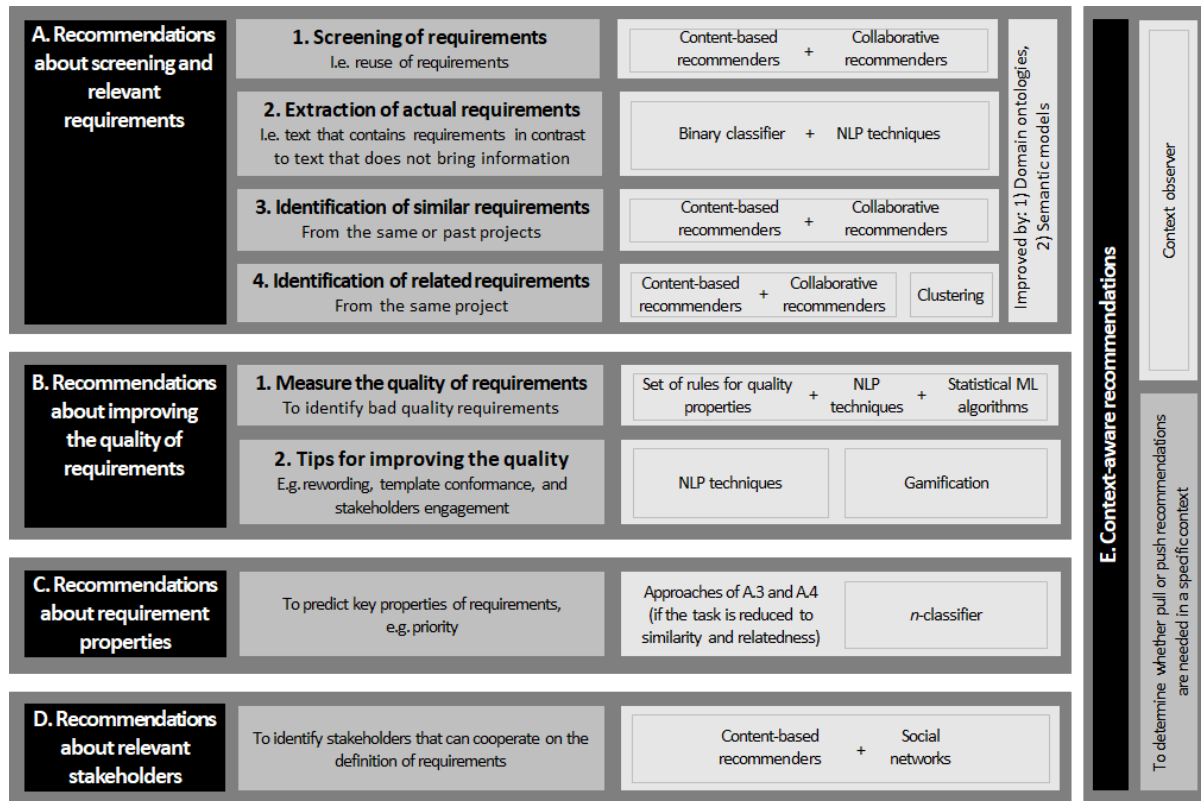 A. Recommendations
about screening and
relevant
requirements
1. Screening of requirements
I.e. reuse of requirements
Content-based
recommenders
+
Collaborative
recommenders
2. Extraction of actual requirements
I.e. text that contains requirements in contrast
to text that does not bring information
Binary classifier + NLP techniques
3. Identification of similar requirements
From the same or past projects
Content-based
recommenders
+
Collaborative
recommenders
4. Identification of related requirements
From the same project
Content-based
recommenders
+
Collaborative
recommenders
Clustering
Improved by: 1) Domain ontologies,
2) Semantic models
B. Recommendations
about improving
the quality of
requirements
1. Measure the quality of requirements
To identify bad quality requirements
Set of rules for quality
properties
+
NLP
techniques
+
Statistical ML
algorithms
2. Tips for improving the quality
E.g. rewording, template conformance, and
stakeholders engagement
NLP techniques
Gamification
C. Recommendations
about requirement
properties
To predict key properties of requirements,
e.g. priority
Approaches of A.3 and A.4
(if the task is reduced to
similarity and relatedness)
n-classifier
D. Recommendations
about relevant
stakeholders
To identify stakeholders that can cooperate on the
definition of requirements
Content-based
recommenders
+
Social
networks
E. Context-aware recommendations
Context observer
To determine whether pull or push recommendations
are needed in a specific context